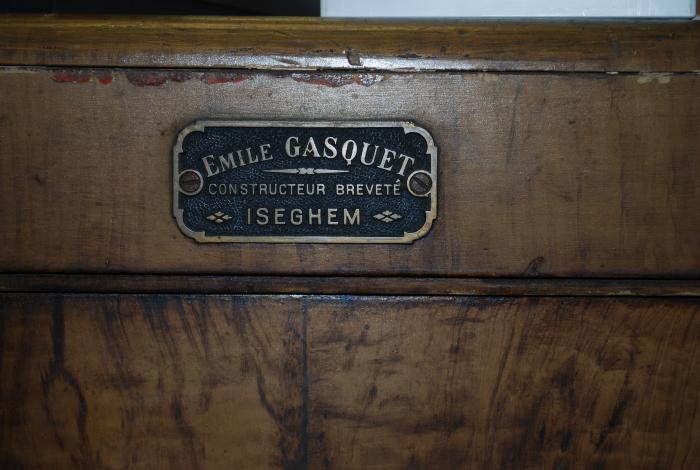 EMILE GASQUET
CONSTRUCTEUR BREVETÉ
ISEGHEM